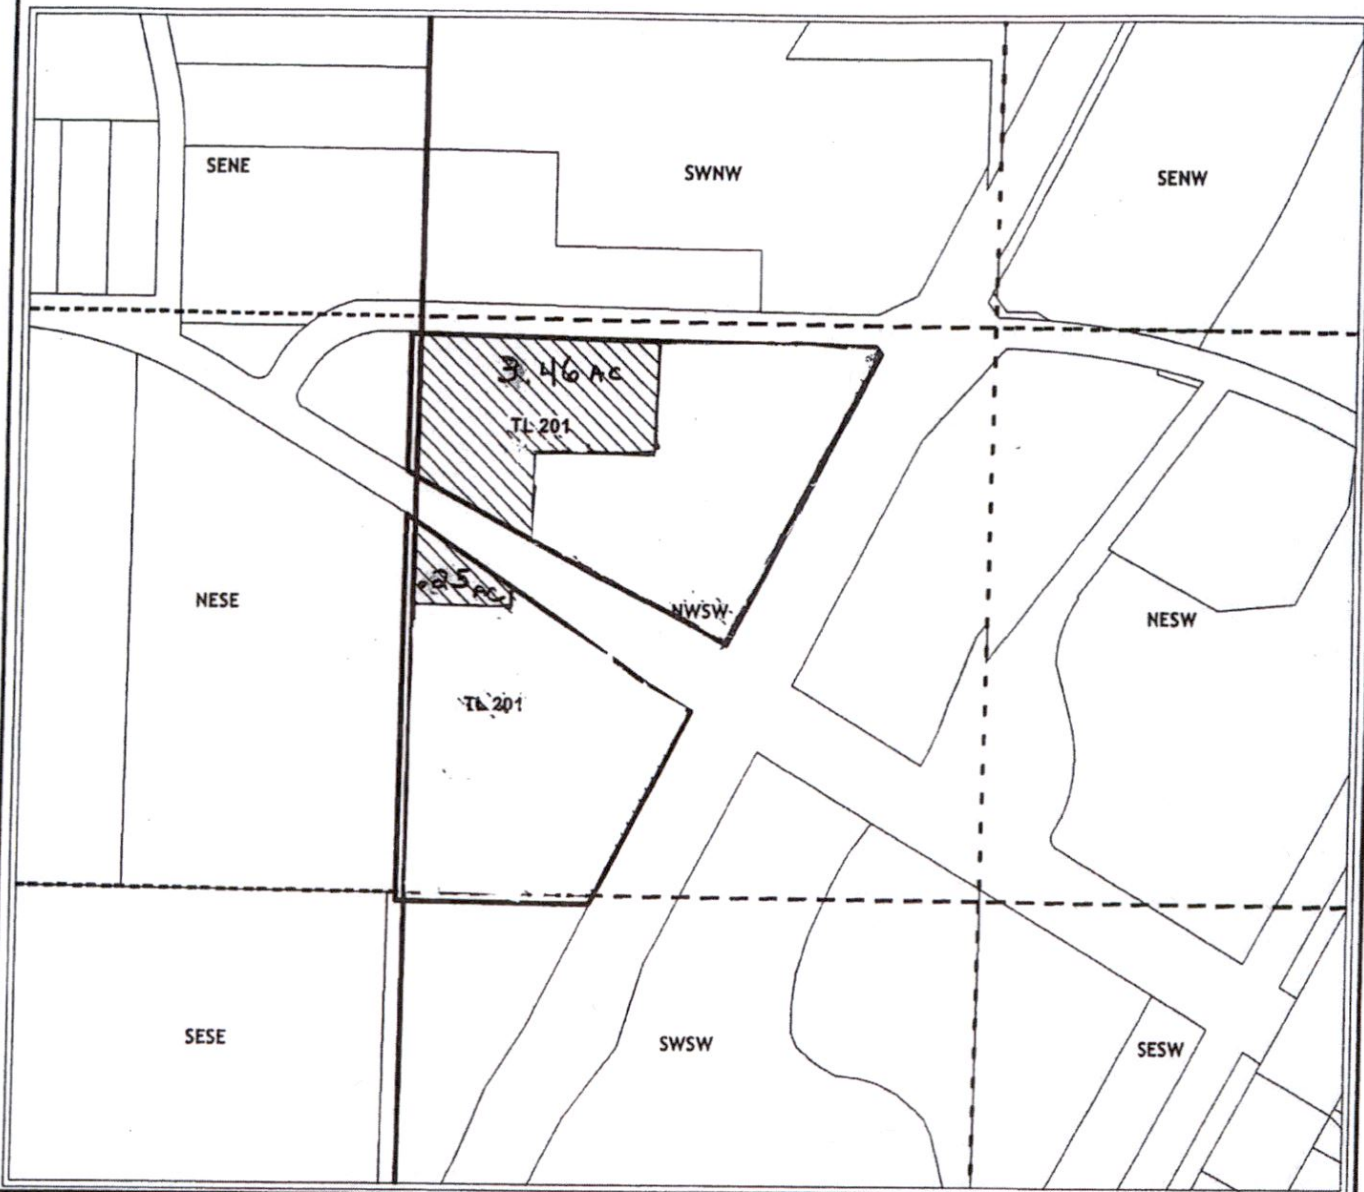 SENE
SWNW
SENW
3.46 AC
TL 201
.25 AC
NESE
NWSW
NESW
TL 201
SESE
SWSW
SESW